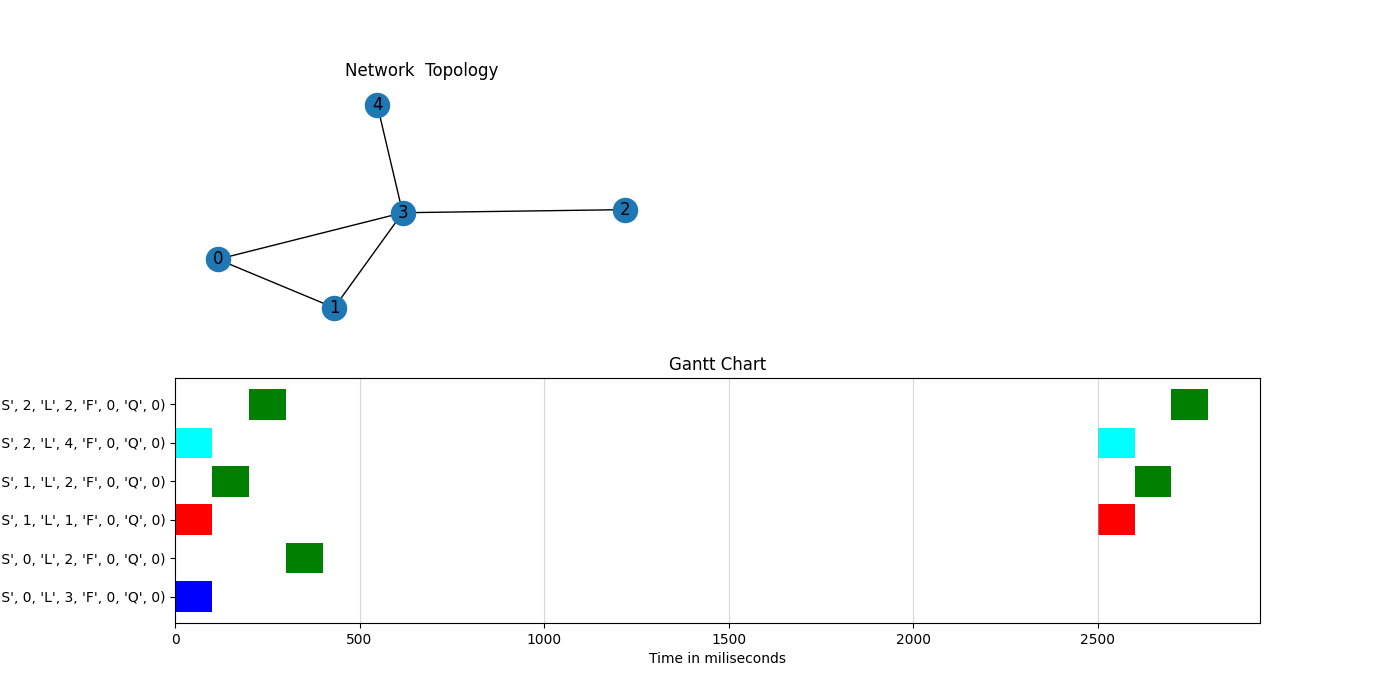 Network  Topology
4
3
2
0
1
Gantt Chart
S', 2, 'L', 2, 'F', 0, 'Q', 0)
S', 2, 'L', 4, 'F', 0, 'Q', 0)
S', 1, 'L', 2, 'F', 0, 'Q', 0)
S', 1, 'L', 1, 'F', 0, 'Q', 0)
S', 0, 'L', 2, 'F', 0, 'Q', 0)
S', 0, 'L', 3, 'F', 0, 'Q', 0)
0 500 1000 1500 2000 2500
Time in miliseconds